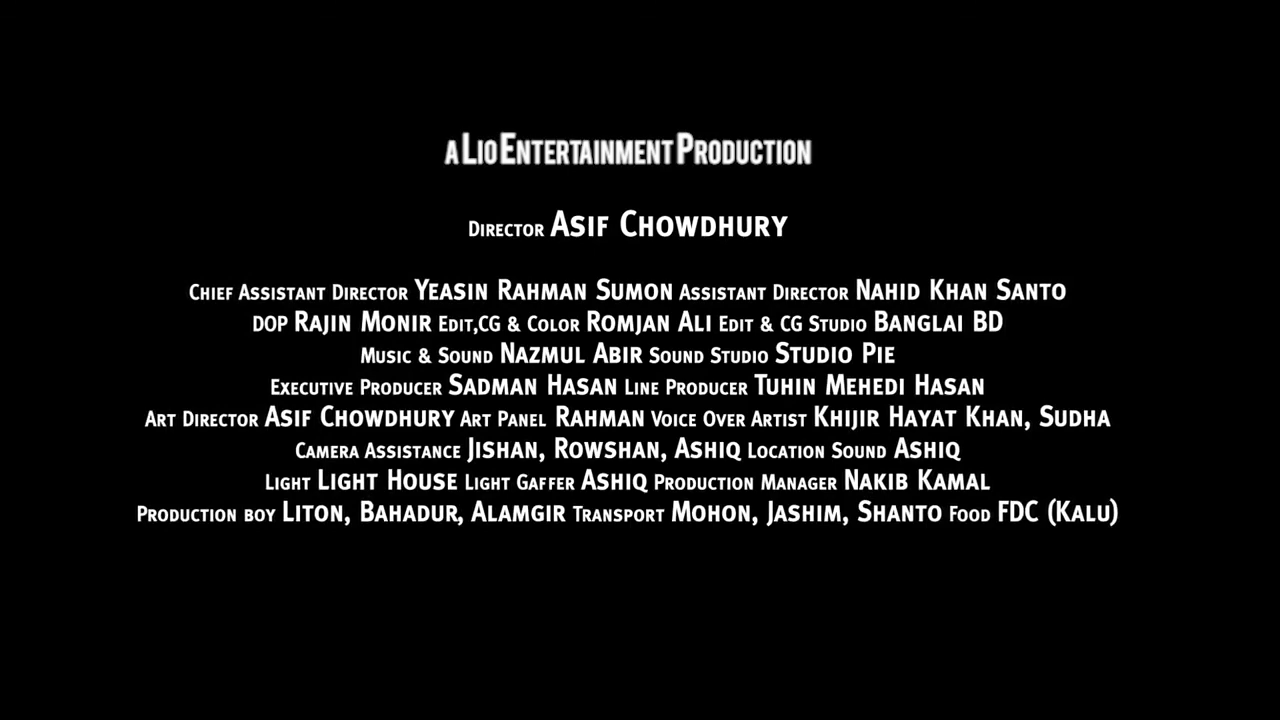 a Lio Entertainment Production
Director Asif Chowdhury
Chief Assistant Director Yeasin Rahman Sumon Assistant Director Nahid Khan Santo
DOP Rajin Monir Edit,CG & Color Romjan Ali Edit & CG Studio Banglai BD
Music & Sound Nazmul Abir Sound Studio Studio Pie
Executive Producer Sadman Hasan Line Producer Tuhin Mehedi Hasan
Art Director Asif Chowdhury Art Panel Rahman Voice Over Artist Khijir Hayat Khan, Sudha
Camera Assistance Jishan, Rowshan, Ashiq Location Sound Ashiq
Light Light House Light Gaffer Ashiq Production Manager Nakib Kamal
Production boy Liton, Bahadur, Alamgir Transport Mohon, Jashim, Shanto Food FDC (Kalu)